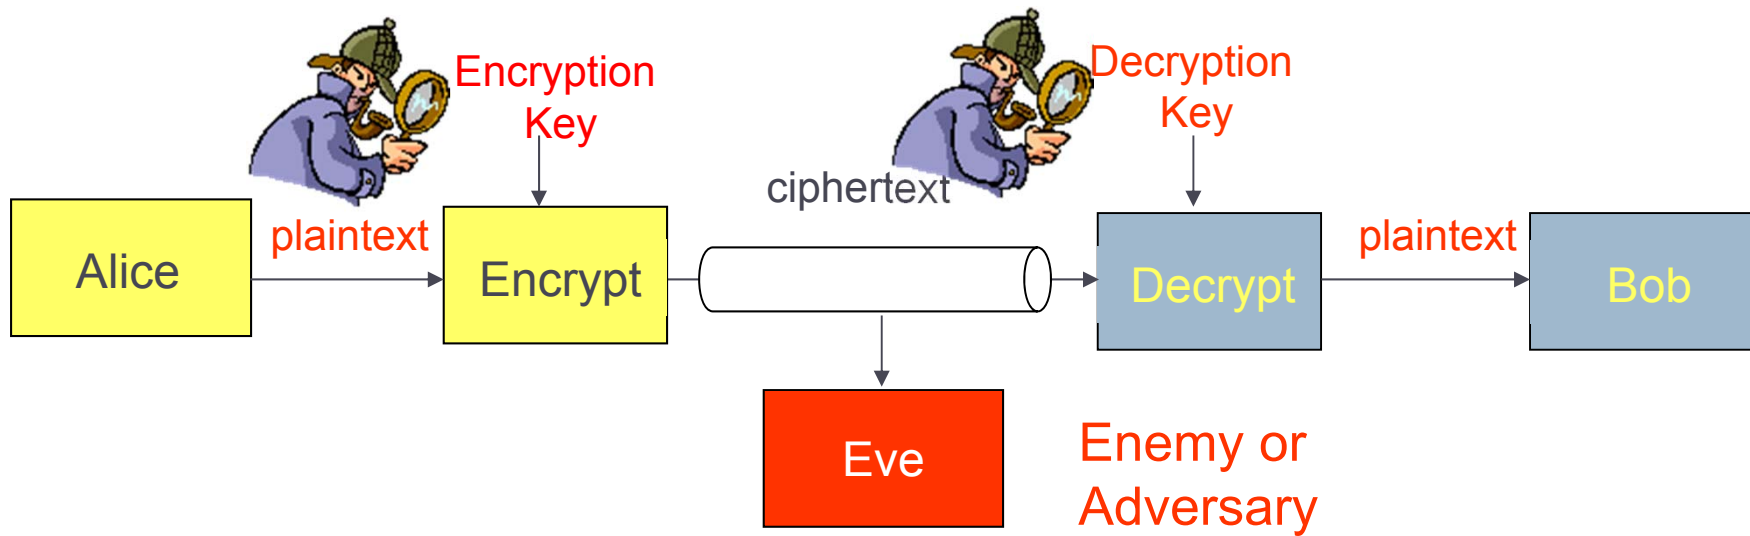 Encryption
Key
Decryption
Key
ciphertext
plaintext
plaintext
Alice
Encrypt
Decrypt
Bob
Eve
Enemy or
Adversary